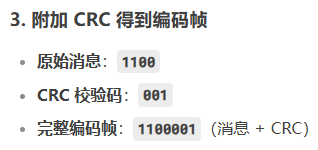 3. 附加 CRC 得到编码帧
• 原始消息：1100
• CRC 校验码：001
• 完整编码帧：1100001（消息 + CRC）